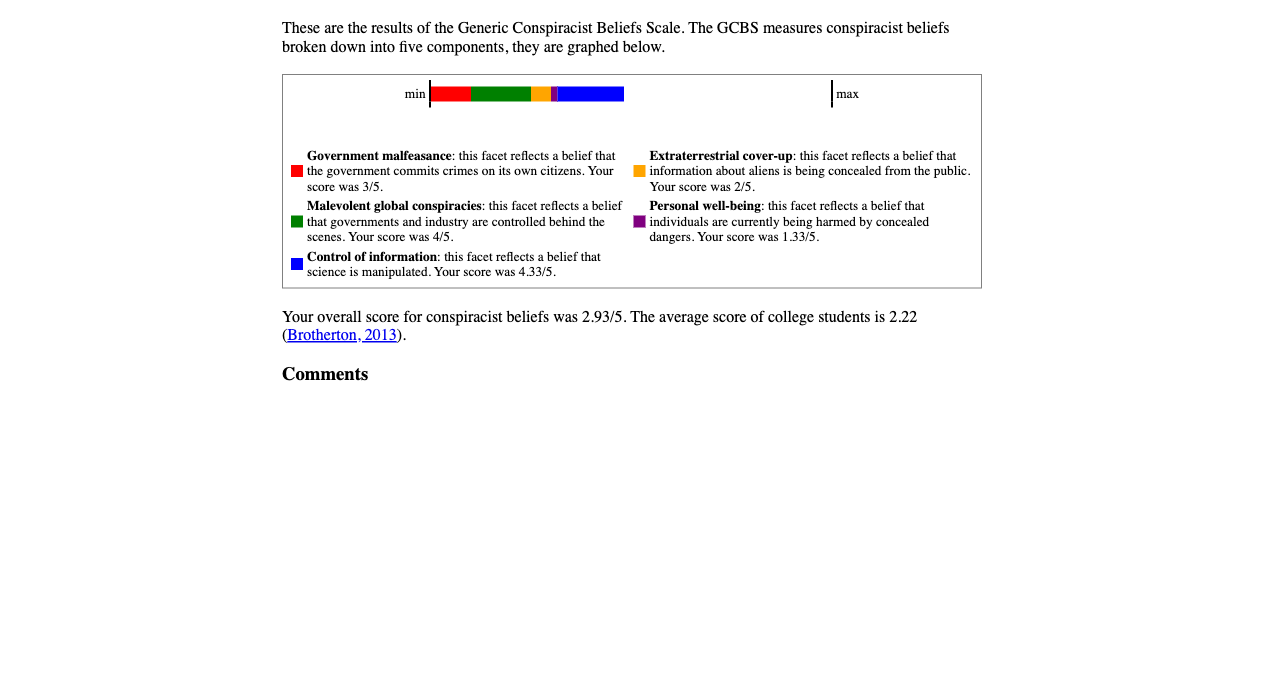 These are the results of the Generic Conspiracist Beliefs Scale. The GCBS measures conspiracist beliefs
broken down into five components, they are graphed below.
min
max
Government malfeasance: this facet reflects a belief that
the government commits crimes on its own citizens. Your
score was 3/5.
Extraterrestrial cover-up: this facet reflects a belief that
information about aliens is being concealed from the public.
Your score was 2/5.
Malevolent global conspiracies: this facet reflects a belief
that governments and industry are controlled behind the
scenes. Your score was 4/5.
Personal well-being: this facet reflects a belief that
individuals are currently being harmed by concealed
dangers. Your score was 1.33/5.
Control of information: this facet reflects a belief that
science is manipulated. Your score was 4.33/5.
Your overall score for conspiracist beliefs was 2.93/5. The average score of college students is 2.22
(Brotherton, 2013).
Comments